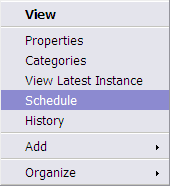 View
Properties
Categories
View Latest Instance
Schedule
History
Add
Organize